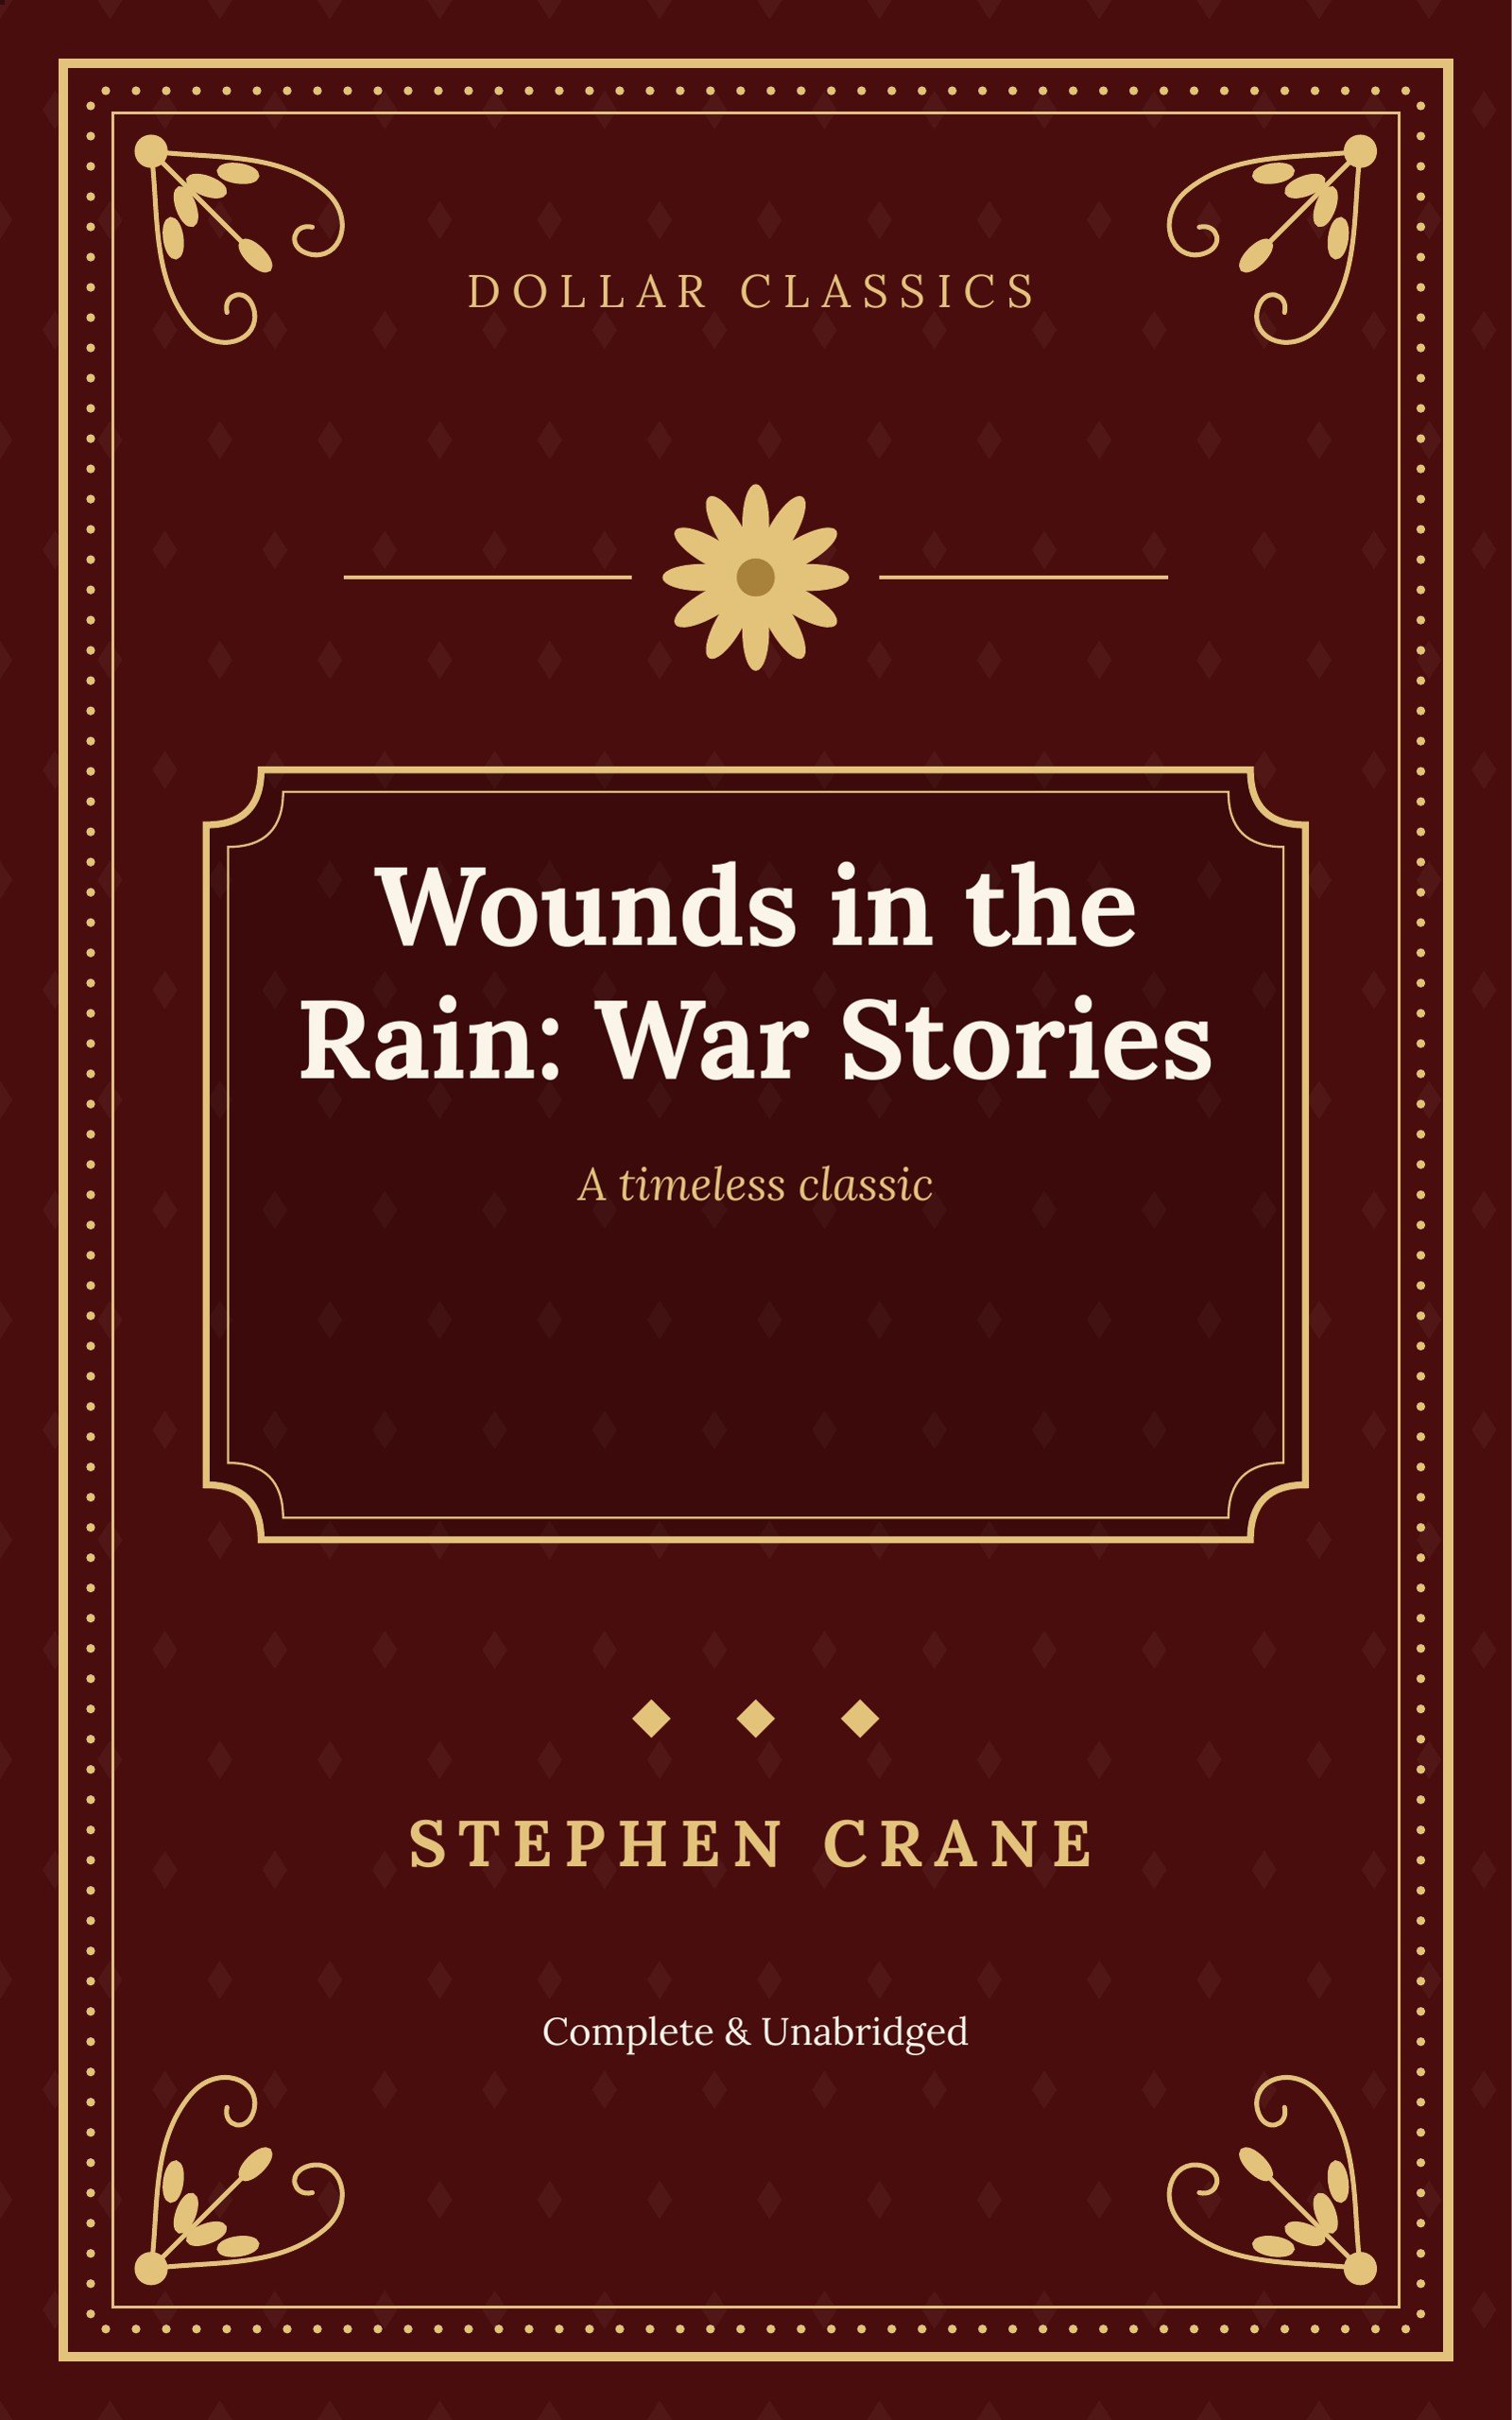 DOLLAR CLASSICS
Wounds in the
Rain: War Stories
A timeless classic
STEPHEN CRANE
Complete & Unabridged